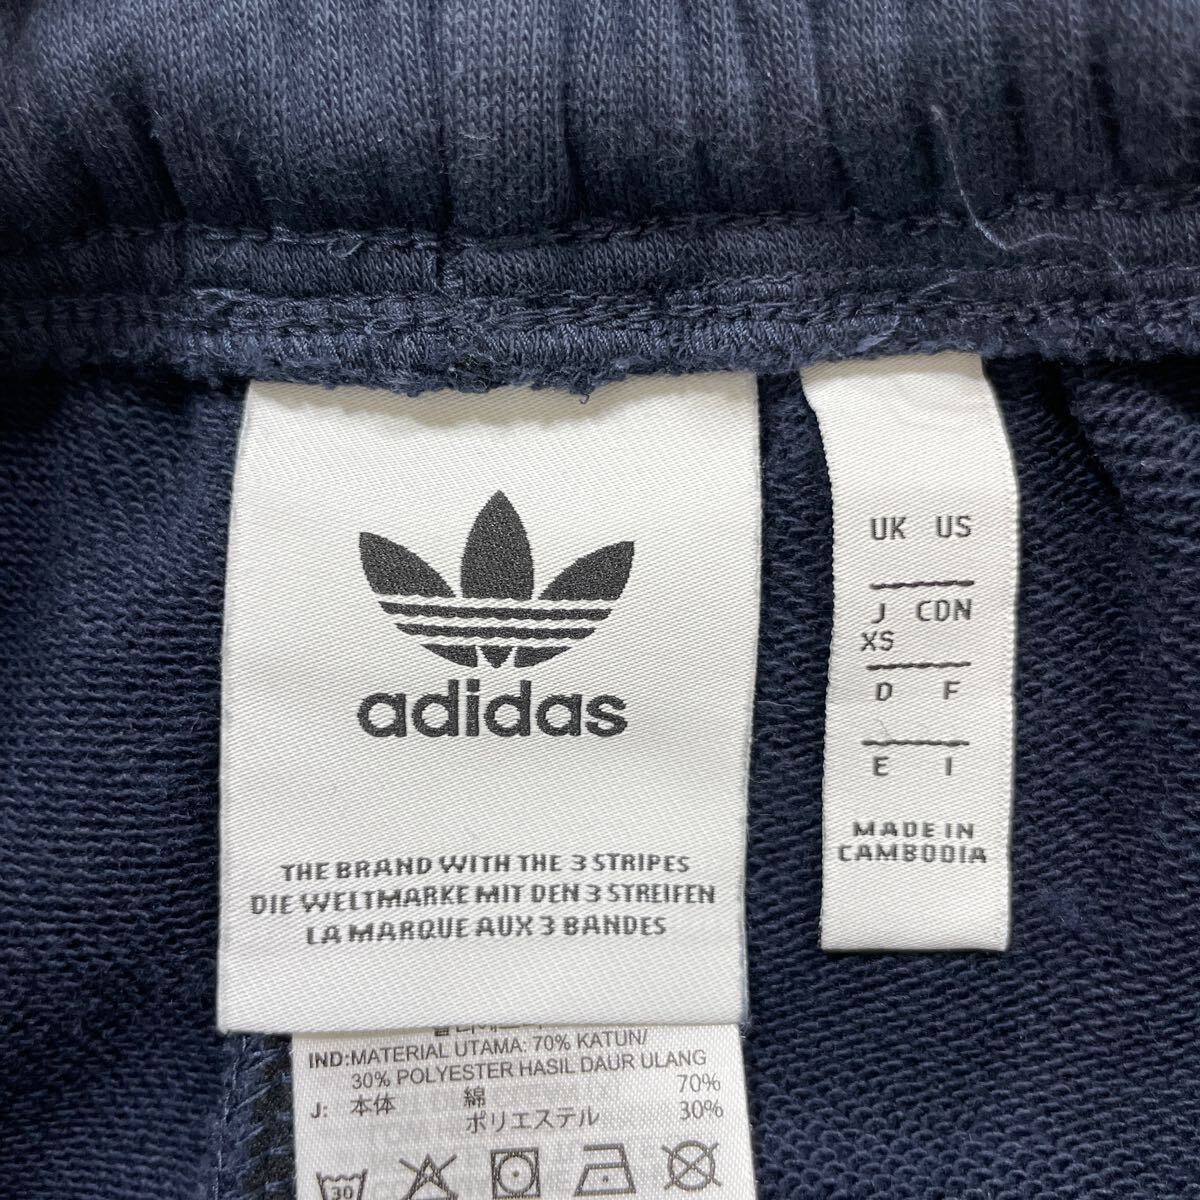 adidas
THE BRAND WITH THE 3 STRIPES
DIE WELTMARKE MIT DEN 3 STREIFEN
LA MARQUE AUX 3 BANDES
UK US
J CDN
XS
D F
E I
MADE IN
CAMBODIA
IND:MATERIAL UTAMA: 70% KATUN/
30% POLYESTER HASIL DAUR ULANG
J: 本体 綿 70%
ポリエステル 30%
30